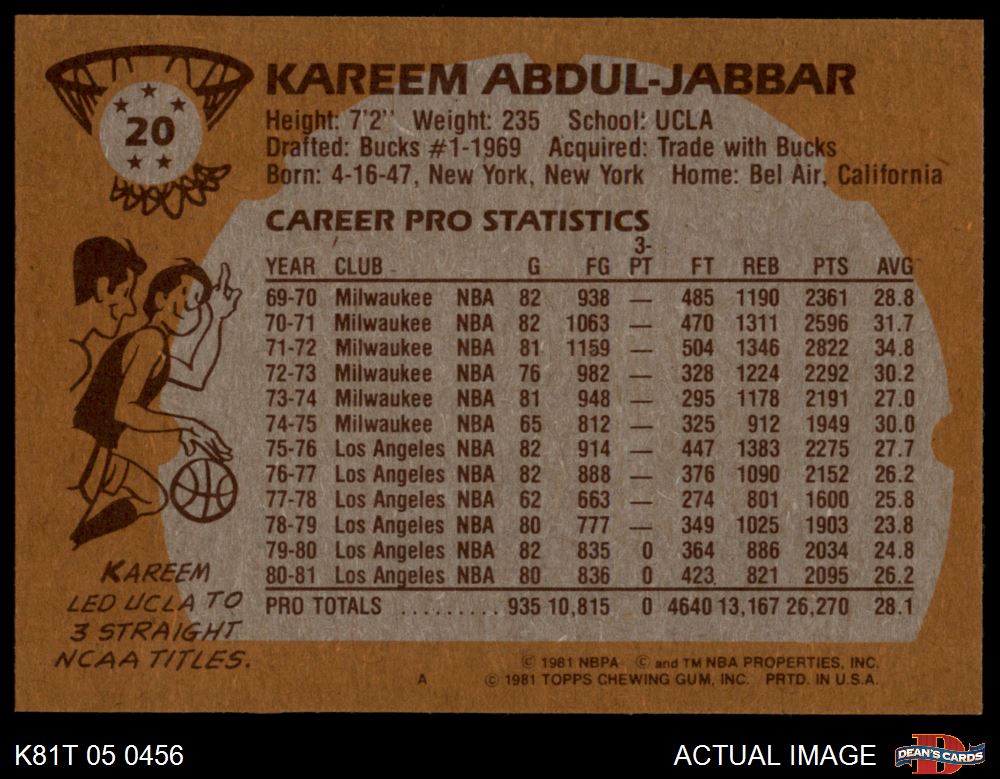 20
KAREEM ABDUL-JABBAR
Height: 7'2" Weight: 235 School: UCLA
Drafted: Bucks #1-1969 Acquired: Trade with Bucks
Born: 4-16-47, New York, New York Home: Bel Air, California
CAREER PRO STATISTICS
YEAR CLUB G FG 3-PT FT REB PTS AVG
69-70 Milwaukee NBA 82 938 — 485 1190 2361 28.8
70-71 Milwaukee NBA 82 1063 — 470 1311 2596 31.7
71-72 Milwaukee NBA 81 1159 — 504 1346 2822 34.8
72-73 Milwaukee NBA 76 982 — 328 1224 2292 30.2
73-74 Milwaukee NBA 81 948 — 295 1178 2191 27.0
74-75 Milwaukee NBA 65 812 — 325 912 1949 30.0
75-76 Los Angeles NBA 82 914 — 447 1383 2275 27.7
76-77 Los Angeles NBA 82 888 — 376 1090 2152 26.2
77-78 Los Angeles NBA 62 663 — 274 801 1600 25.8
78-79 Los Angeles NBA 80 777 — 349 1025 1903 23.8
79-80 Los Angeles NBA 82 835 0 364 886 2034 24.8
80-81 Los Angeles NBA 80 836 0 423 821 2095 26.2
PRO TOTALS .......... 935 10,815 0 4640 13,167 26,270 28.1
KAREEM
LED UCLA TO
3 STRAIGHT
NCAA TITLES.
© 1981 NBPA © and TM NBA PROPERTIES, INC.
A © 1981 TOPPS CHEWING GUM, INC. PRTD. IN U.S.A.
K81T 05 0456 ACTUAL IMAGE
D
DEAN'S CARDS